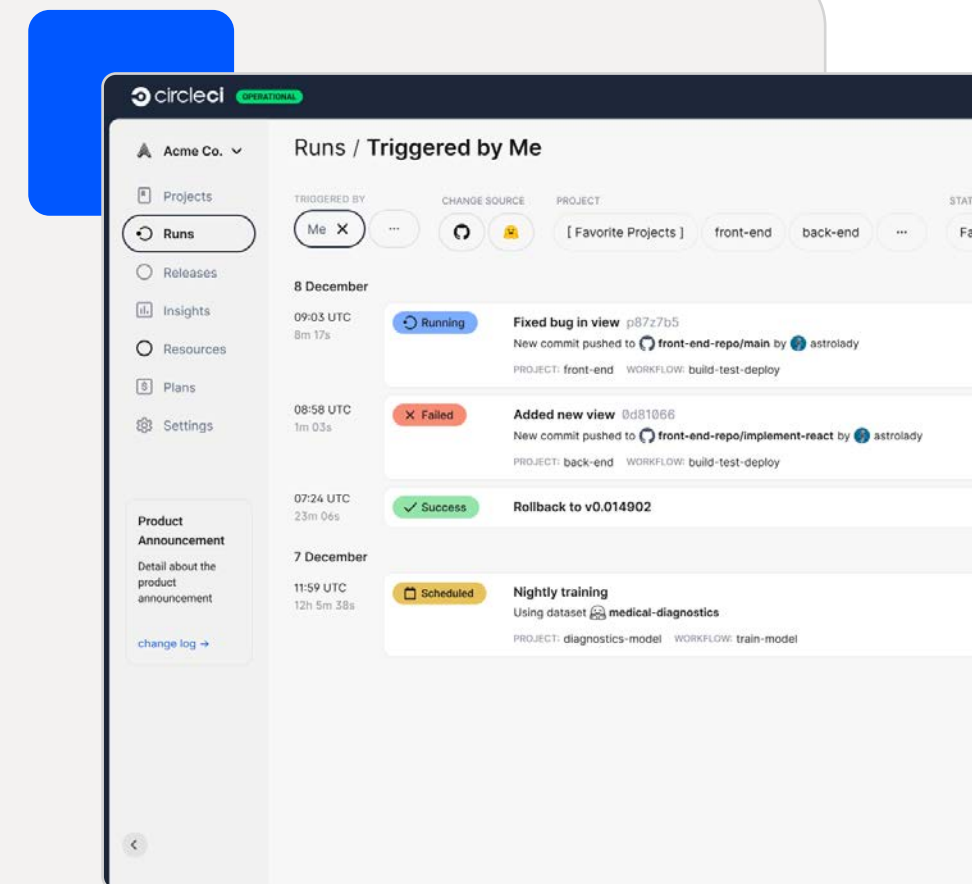 circleci OPERATIONAL
Acme Co.
Projects
Runs
Releases
Insights
Resources
Plans
Settings
Product
Announcement
Detail about the
product
announcement
change log →
Runs / Triggered by Me
TRIGGERED BY CHANGE SOURCE PROJECT
Me X ... [ Favorite Projects ] front-end back-end ...
8 December
09:03 UTC Running Fixed bug in view p87z7b5
8m 17s New commit pushed to front-end-repo/main by astrolady
PROJECT: front-end WORKFLOW: build-test-deploy
08:58 UTC Failed Added new view 0d81066
1m 03s New commit pushed to front-end-repo/implement-react by astrolady
PROJECT: back-end WORKFLOW: build-test-deploy
07:24 UTC Success Rollback to v0.014902
23m 06s
7 December
11:59 UTC Scheduled Nightly training
12h 5m 38s Using dataset medical-diagnostics
PROJECT: diagnostics-model WORKFLOW: train-model